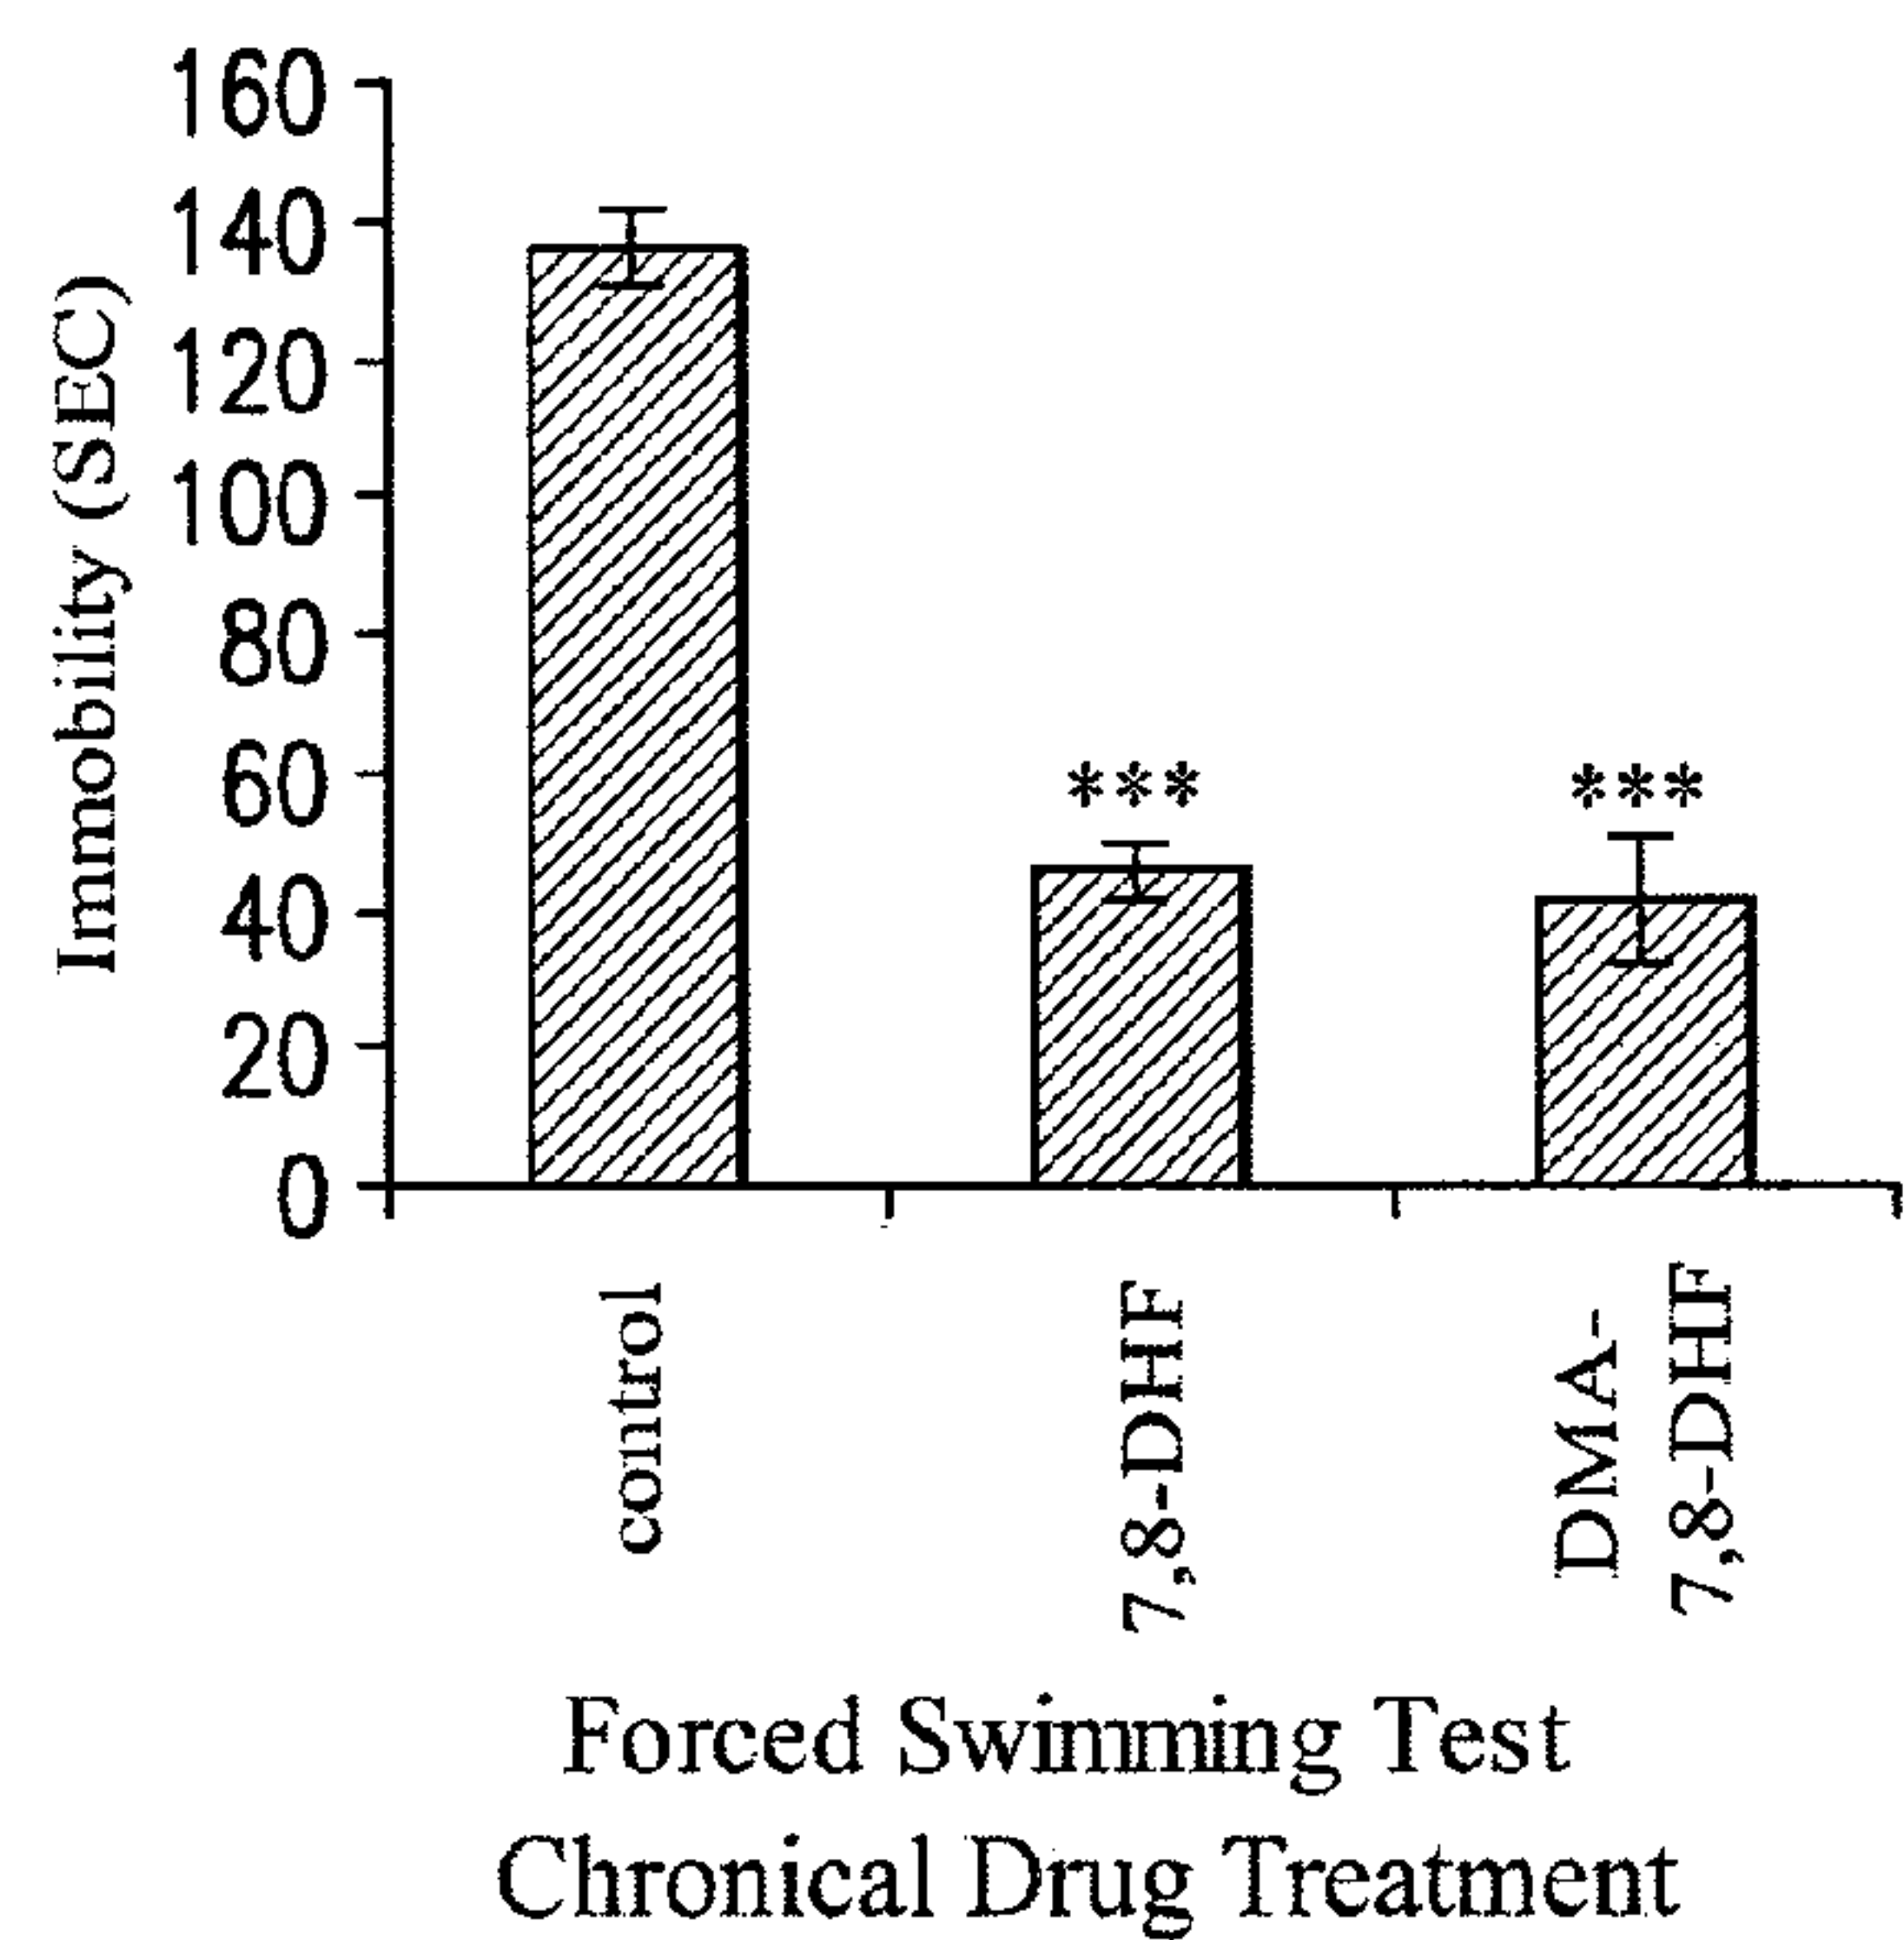 Immobility (SEC)
160
140
120
100
80
60
40
20
0
***
***
control
7,8-DHF
DMA-
7,8-DHF
Forced Swimming Test
Chronical Drug Treatment